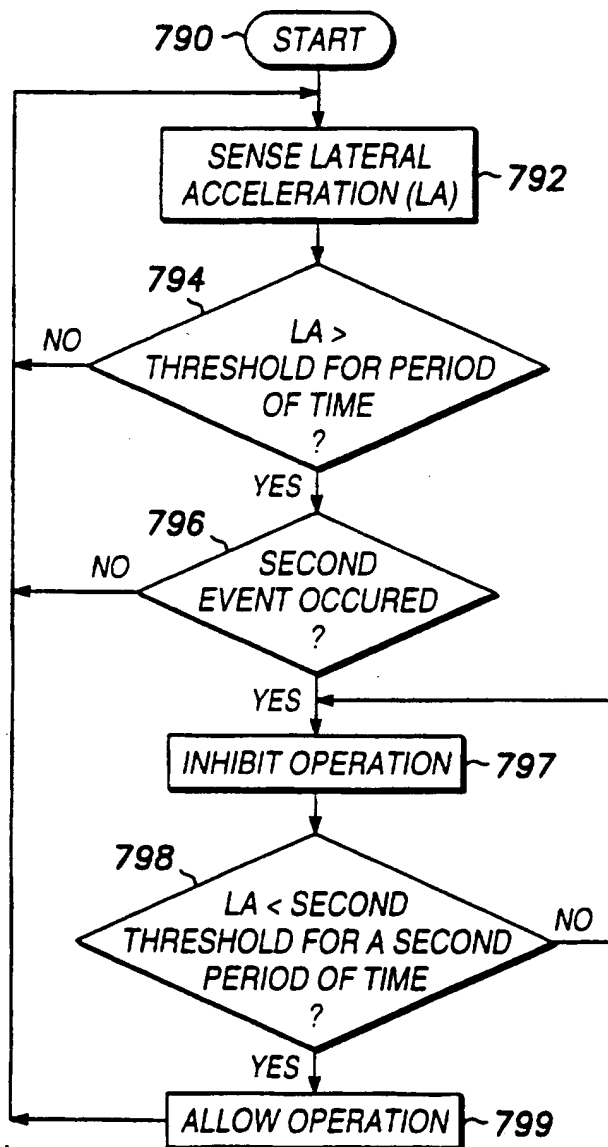 790
START
SENSE LATERAL
ACCELERATION (LA)
792
794
NO
LA >
THRESHOLD FOR PERIOD
OF TIME
?
YES
796
NO
SECOND
EVENT OCCURED
?
YES
INHIBIT OPERATION
797
798
LA < SECOND
THRESHOLD FOR A SECOND
PERIOD OF TIME
?
NO
YES
ALLOW OPERATION
799